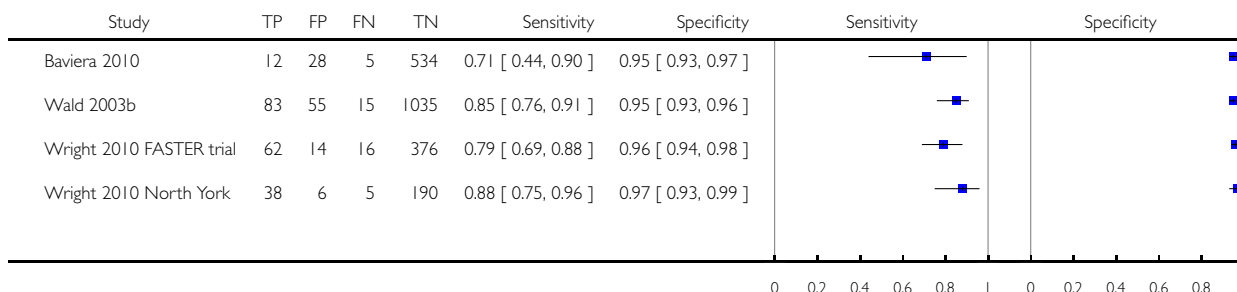 Study TP FP FN TN Sensitivity Specificity Sensitivity Specificity
Baviera 2010 12 28 5 534 0.71 [ 0.44, 0.90 ] 0.95 [ 0.93, 0.97 ]
Wald 2003b 83 55 15 1035 0.85 [ 0.76, 0.91 ] 0.95 [ 0.93, 0.96 ]
Wright 2010 FASTER trial 62 14 16 376 0.79 [ 0.69, 0.88 ] 0.96 [ 0.94, 0.98 ]
Wright 2010 North York 38 6 5 190 0.88 [ 0.75, 0.96 ] 0.97 [ 0.93, 0.99 ]
0 0.2 0.4 0.6 0.8 1 0 0.2 0.4 0.6 0.8